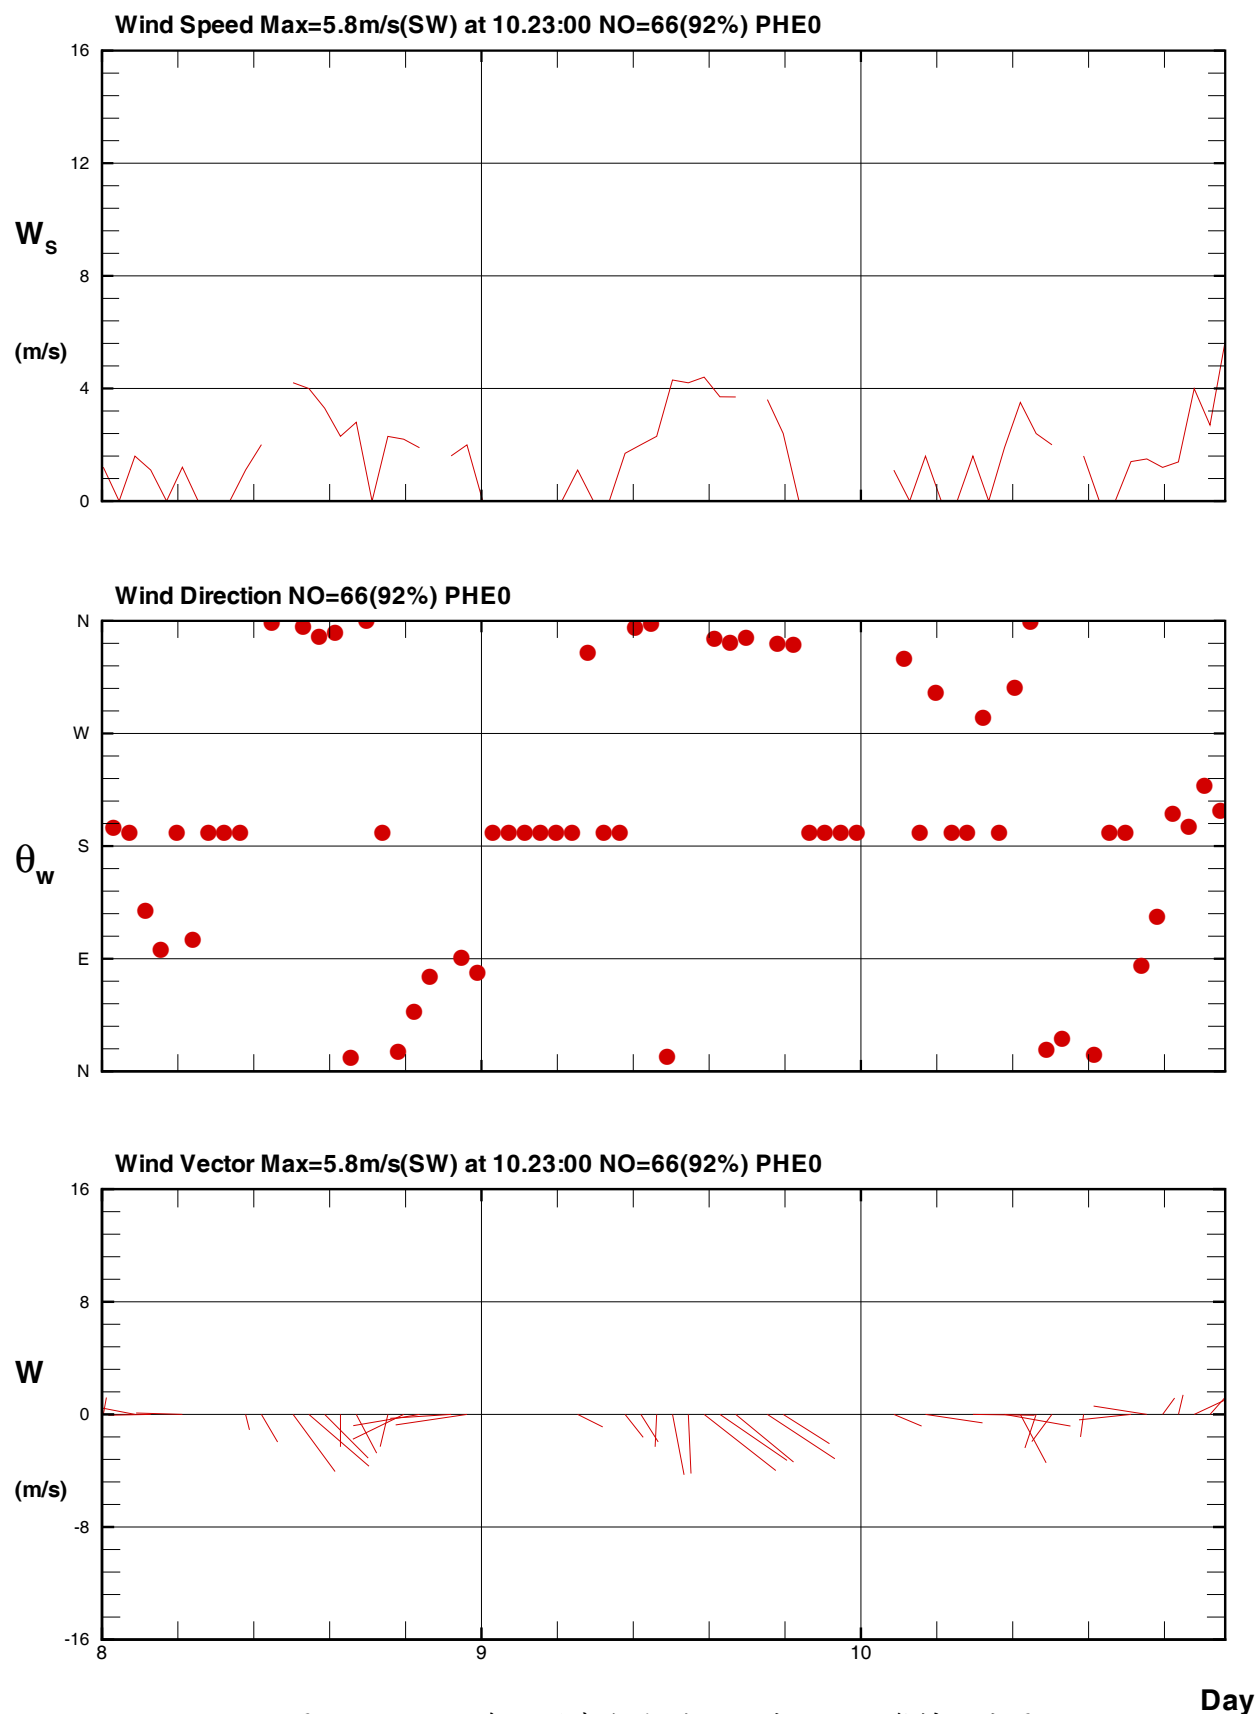 Wind Speed Max=5.8m/s(SW) at 10.23:00 NO=66(92%) PHE0
16
12
W_S
8
(m/s)
4
0
Wind Direction NO=66(92%) PHE0
N
W
S
θ_w
E
N
Wind Vector Max=5.8m/s(SW) at 10.23:00 NO=66(92%) PHE0
16
8
W
0
(m/s)
-8
-16
8 9 10
Day